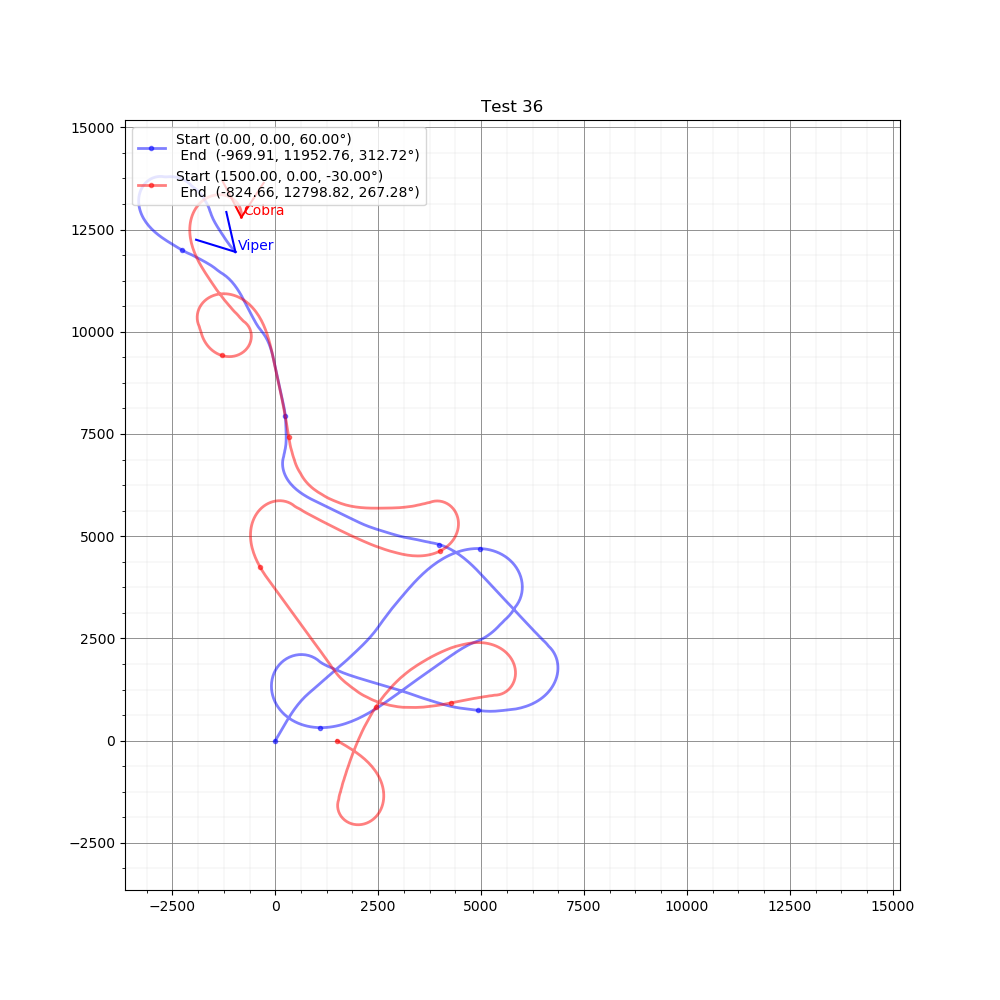 Test 36
15000
Start (0.00, 0.00, 60.00°)
End (-969.91, 11952.76, 312.72°)
Start (1500.00, 0.00, -30.00°)
End (-824.66, 12798.82, 267.28°)
Cobra
12500
Viper
10000
7500
5000
2500
0
−2500
−2500 0 2500 5000 7500 10000 12500 15000